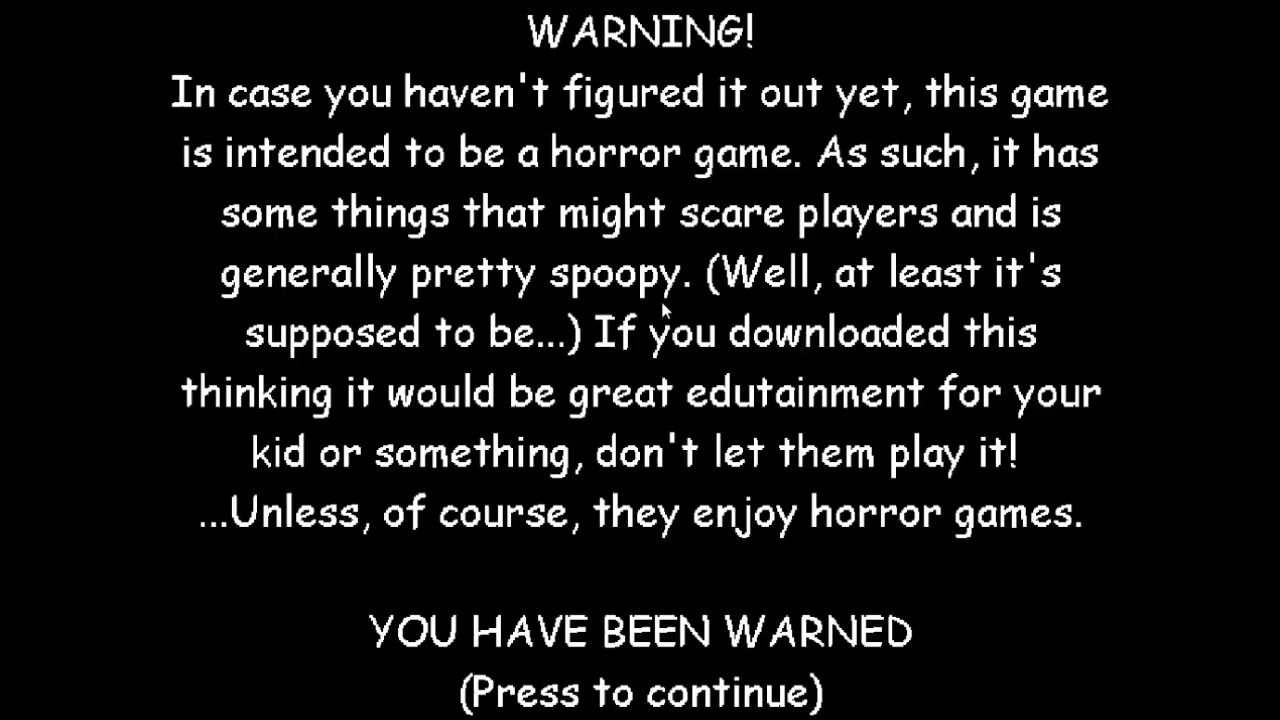 WARNING!
In case you haven't figured it out yet, this game
is intended to be a horror game. As such, it has
some things that might scare players and is
generally pretty spoopy. (Well, at least it's
supposed to be...) If you downloaded this
thinking it would be great edutainment for your
kid or something, don't let them play it!
...Unless, of course, they enjoy horror games.
YOU HAVE BEEN WARNED
(Press to continue)